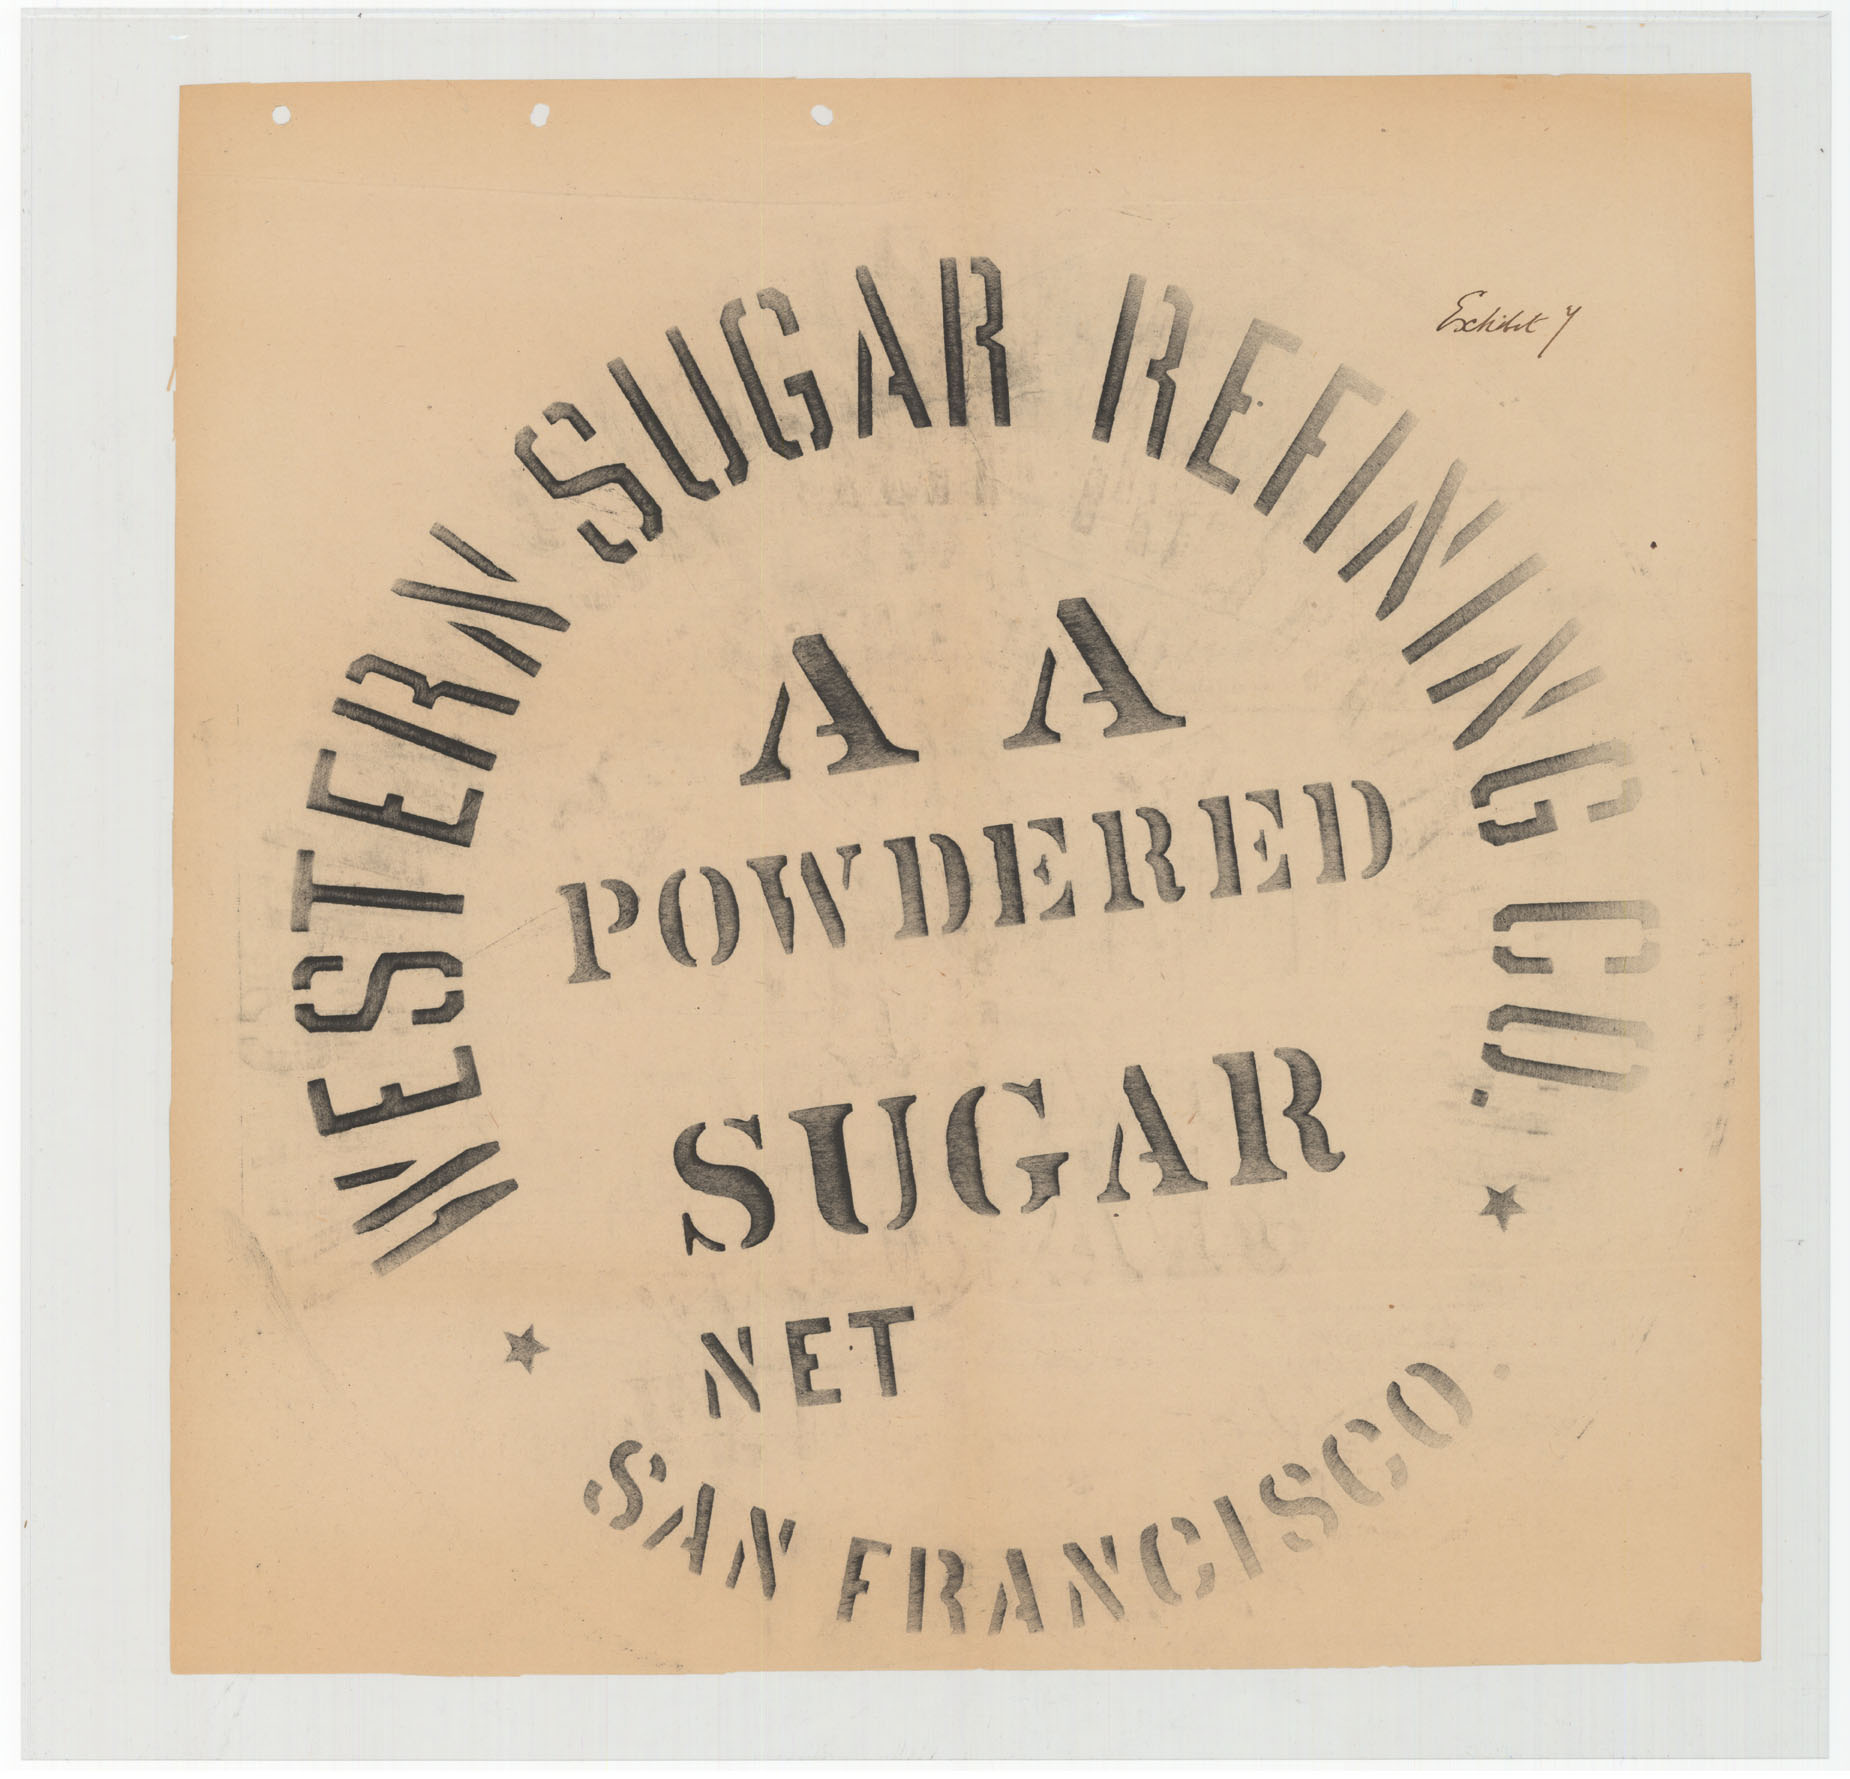 Exhibit 7
WESTERN SUGAR REFINING CO.
A A
POWDERED
SUGAR
NET
SAN FRANCISCO.